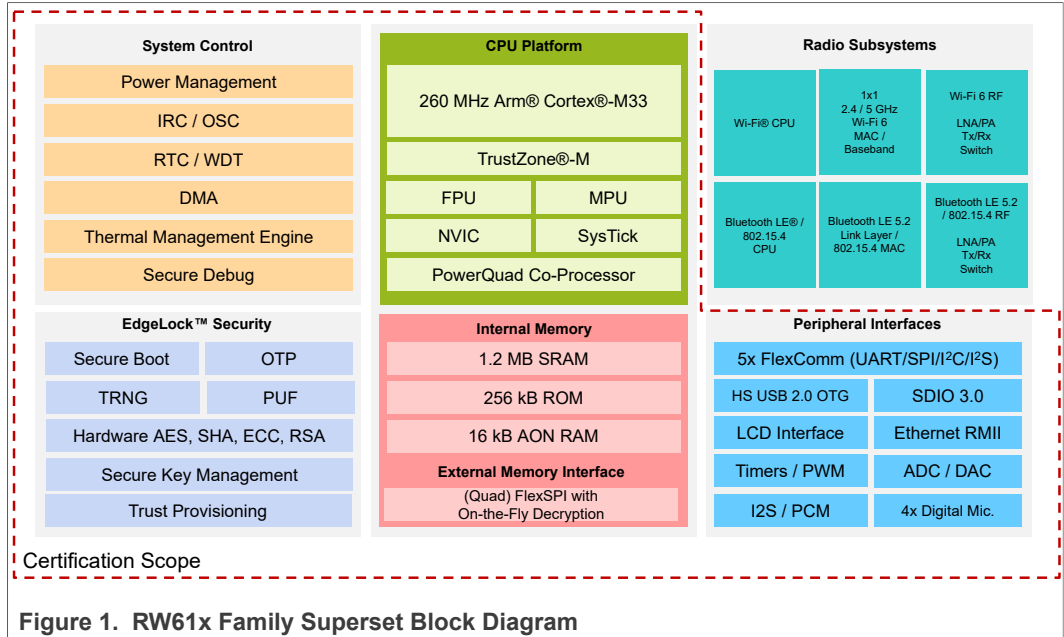 System Control
Power Management
IRC / OSC
RTC / WDT
DMA
Thermal Management Engine
Secure Debug
CPU Platform
260 MHz Arm® Cortex®-M33
TrustZone®-M
FPU
MPU
NVIC
SysTick
PowerQuad Co-Processor
Radio Subsystems
Wi-Fi® CPU
1x1
2.4 / 5 GHz
Wi-Fi 6
MAC /
Baseband
Wi-Fi 6 RF
LNA/PA
Tx/Rx
Switch
Bluetooth LE® /
802.15.4
CPU
Bluetooth LE 5.2
Link Layer /
802.15.4 MAC
Bluetooth LE 5.2
/ 802.15.4 RF
LNA/PA
Tx/Rx
Switch
EdgeLock™ Security
Secure Boot
OTP
TRNG
PUF
Hardware AES, SHA, ECC, RSA
Secure Key Management
Trust Provisioning
Internal Memory
1.2 MB SRAM
256 kB ROM
16 kB AON RAM
External Memory Interface
(Quad) FlexSPI with
On-the-Fly Decryption
Peripheral Interfaces
5x FlexComm (UART/SPI/I²C/I²S)
HS USB 2.0 OTG
SDIO 3.0
LCD Interface
Ethernet RMII
Timers / PWM
ADC / DAC
I2S / PCM
4x Digital Mic.
Certification Scope
Figure 1. RW61x Family Superset Block Diagram